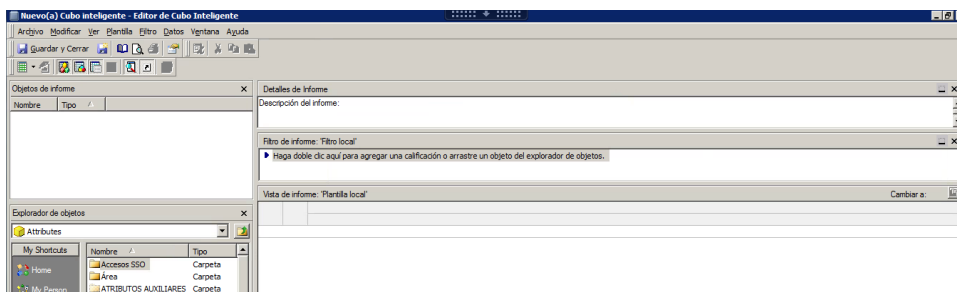 Nuevo(a) Cubo inteligente - Editor de Cubo Inteligente
Archivo Modificar Ver Plantilla Filtro Datos Ventana Ayuda
Guardar y Cerrar
Objetos de informe
Nombre Tipo
Detalles de Informe
Descripción del informe:
Filtro de informe: 'Filtro local'
Haga doble clic aquí para agregar una calificación o arrastre un objeto del explorador de objetos.
Vista de informe: 'Plantilla local' Cambiar a:
Explorador de objetos
Attributes
My Shortcuts
Home
My Person
Nombre Tipo
Accesos SSO Carpeta
Área Carpeta
ATRIBUTOS AUXILIARES Carpeta